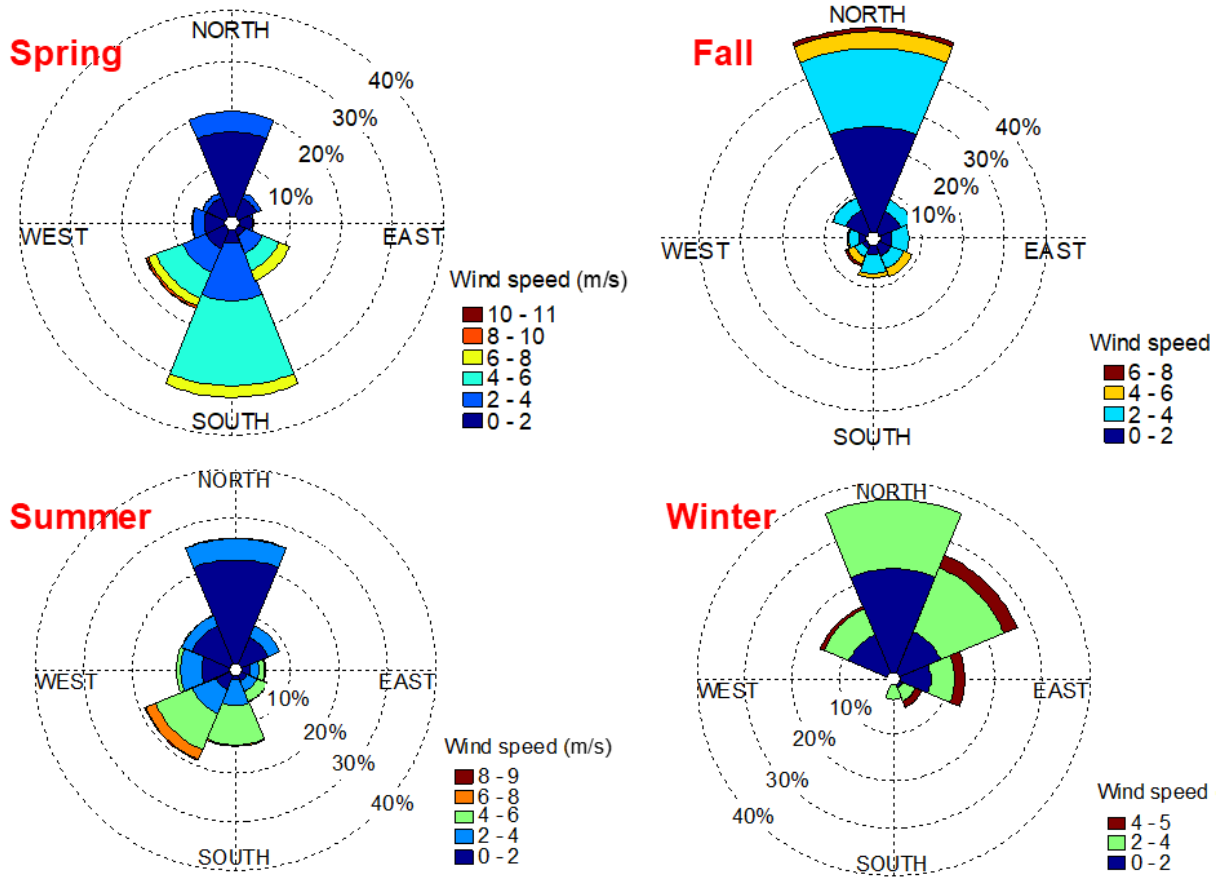 Spring
NORTH
40%
30%
20%
10%
WEST
EAST
SOUTH
Wind speed (m/s)
10 - 11
8 - 10
6 - 8
4 - 6
2 - 4
0 - 2
Fall
NORTH
40%
30%
20%
10%
WEST
EAST
SOUTH
Wind speed
6 - 8
4 - 6
2 - 4
0 - 2
Summer
NORTH
WEST
EAST
10%
20%
30%
40%
SOUTH
Wind speed (m/s)
8 - 9
6 - 8
4 - 6
2 - 4
0 - 2
Winter
NORTH
WEST
EAST
10%
20%
30%
40%
SOUTH
Wind speed
4 - 5
2 - 4
0 - 2